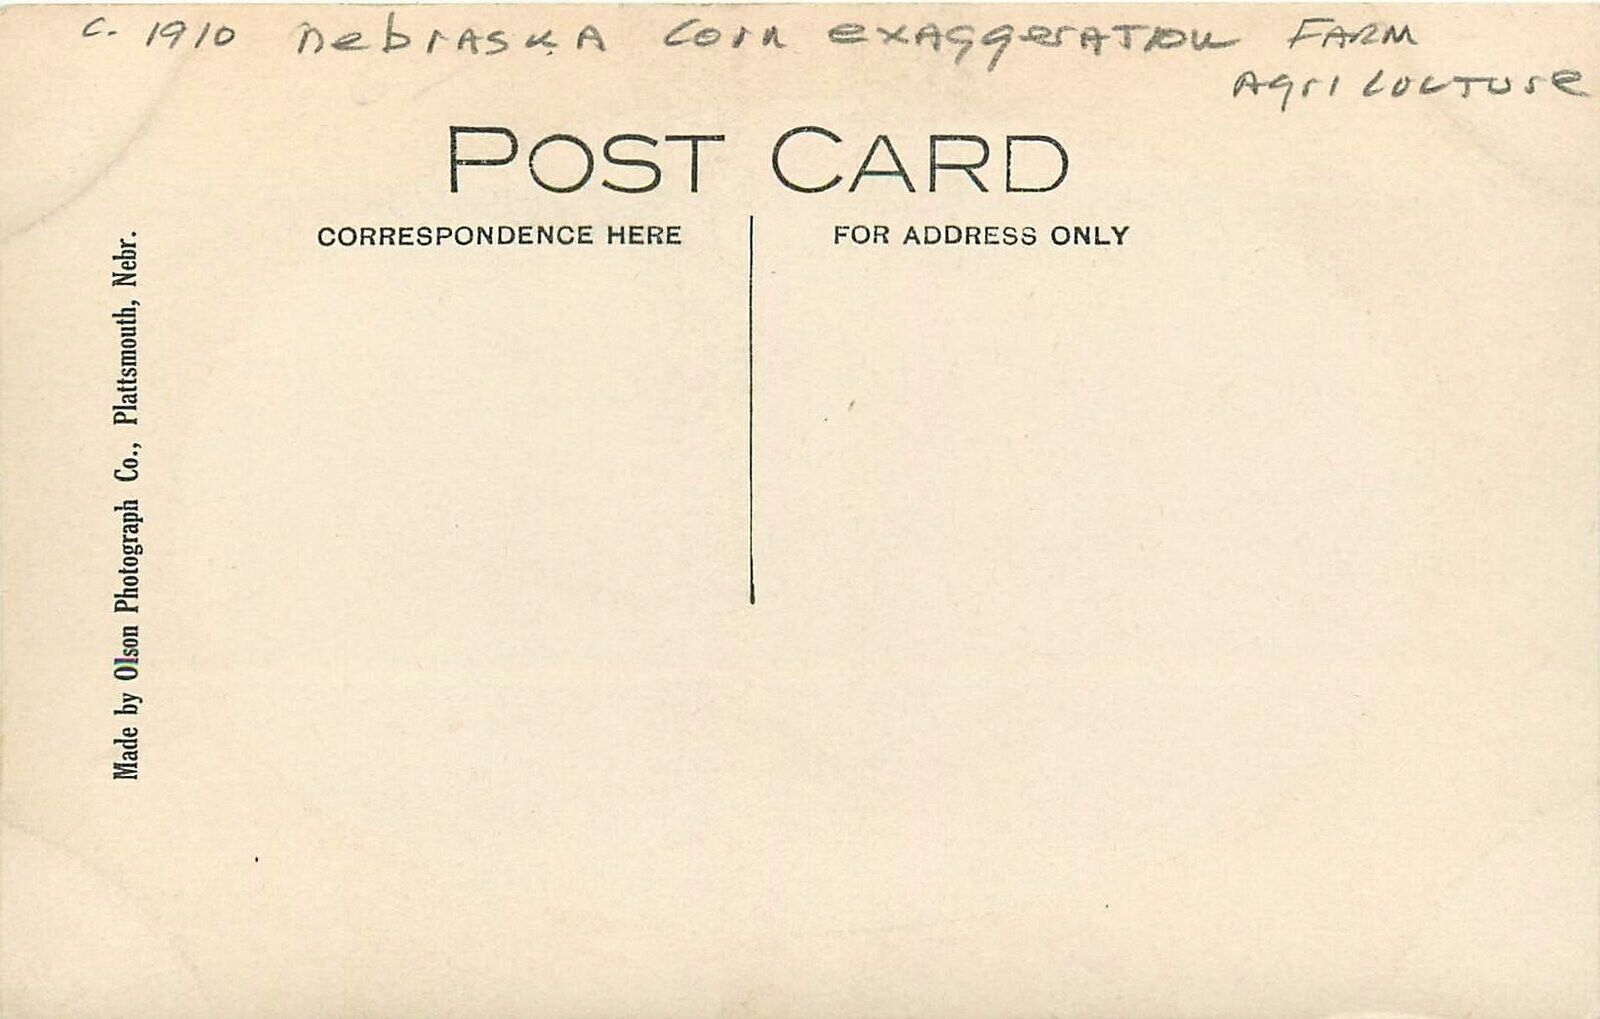 c. 1910 Nebraska Corn exaggeration Farm
Agriculture
POST CARD
CORRESPONDENCE HERE
FOR ADDRESS ONLY
Made by Olson Photograph Co., Plattsmouth, Nebr.